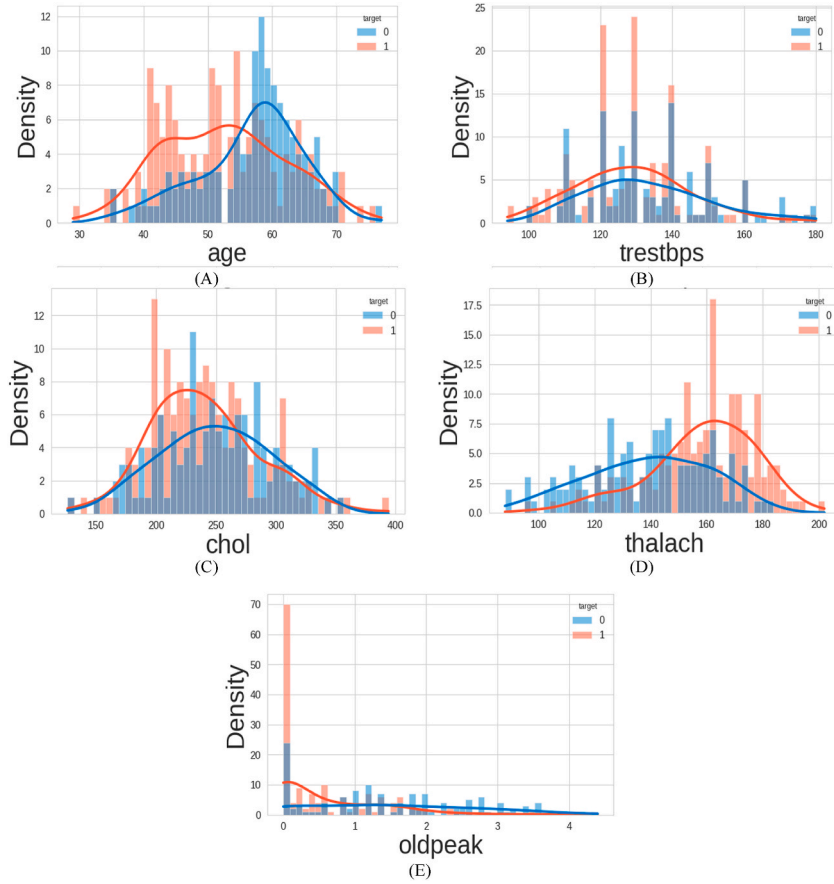 target
0
1
12
10
8
6
4
2
0
Density
30 40 50 60 70
age
(A)
target
0
1
25
20
15
10
5
0
Density
100 120 140 160 180
trestbps
(B)
target
0
1
12
10
8
6
4
2
0
Density
150 200 250 300 350 400
chol
(C)
target
0
1
17.5
15.0
12.5
10.0
7.5
5.0
2.5
0.0
Density
100 120 140 160 180 200
thalach
(D)
target
0
1
70
60
50
40
30
20
10
0
Density
0 1 2 3 4
oldpeak
(E)